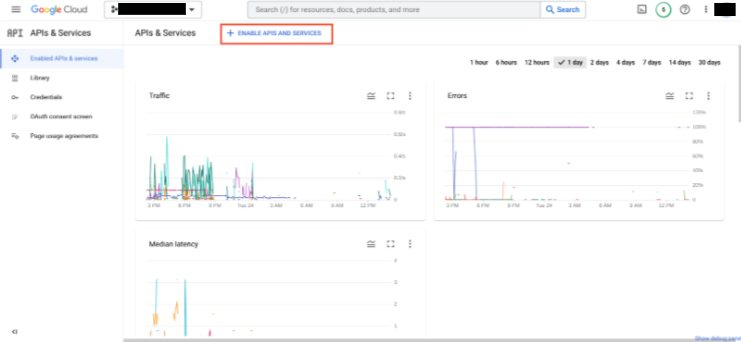 Google Cloud
Search (/) for resources, docs, products, and more
Search
6
API APIs & Services
APIs & Services
+ ENABLE APIS AND SERVICES
Enabled APIs & services
Library
Credentials
OAuth consent screen
Page usage agreements
1 hour 6 hours 12 hours 1 day 2 days 4 days 7 days 14 days 30 days
Traffic
0.6/s
0.4/s
0.2/s
0
3 PM 6 PM 9 PM Tue 24 3 AM 6 AM 9 AM 12 PM
Errors
120%
100%
80%
60%
40%
20%
0
3 PM 6 PM 9 PM Tue 24 3 AM 6 AM 9 AM 12 PM
Median latency
4
3
2
1
Show debug panel